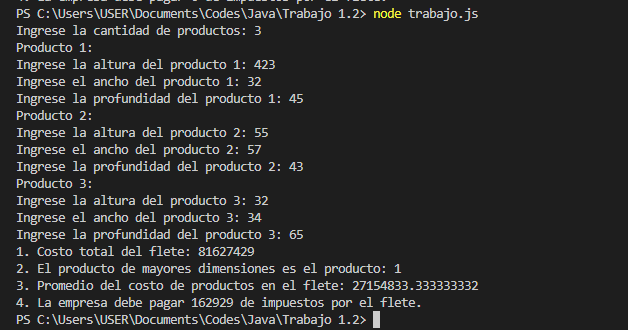 PS C:\Users\USER\Documents\Codes\Java\Trabajo 1.2> node trabajo.js
Ingrese la cantidad de productos: 3
Producto 1:
Ingrese la altura del producto 1: 423
Ingrese el ancho del producto 1: 32
Ingrese la profundidad del producto 1: 45
Producto 2:
Ingrese la altura del producto 2: 55
Ingrese el ancho del producto 2: 57
Ingrese la profundidad del producto 2: 43
Producto 3:
Ingrese la altura del producto 3: 32
Ingrese el ancho del producto 3: 34
Ingrese la profundidad del producto 3: 65
1. Costo total del flete: 81627429
2. El producto de mayores dimensiones es el producto: 1
3. Promedio del costo de productos en el flete: 27154833.333333332
4. La empresa debe pagar 162929 de impuestos por el flete.
PS C:\Users\USER\Documents\Codes\Java\Trabajo 1.2>